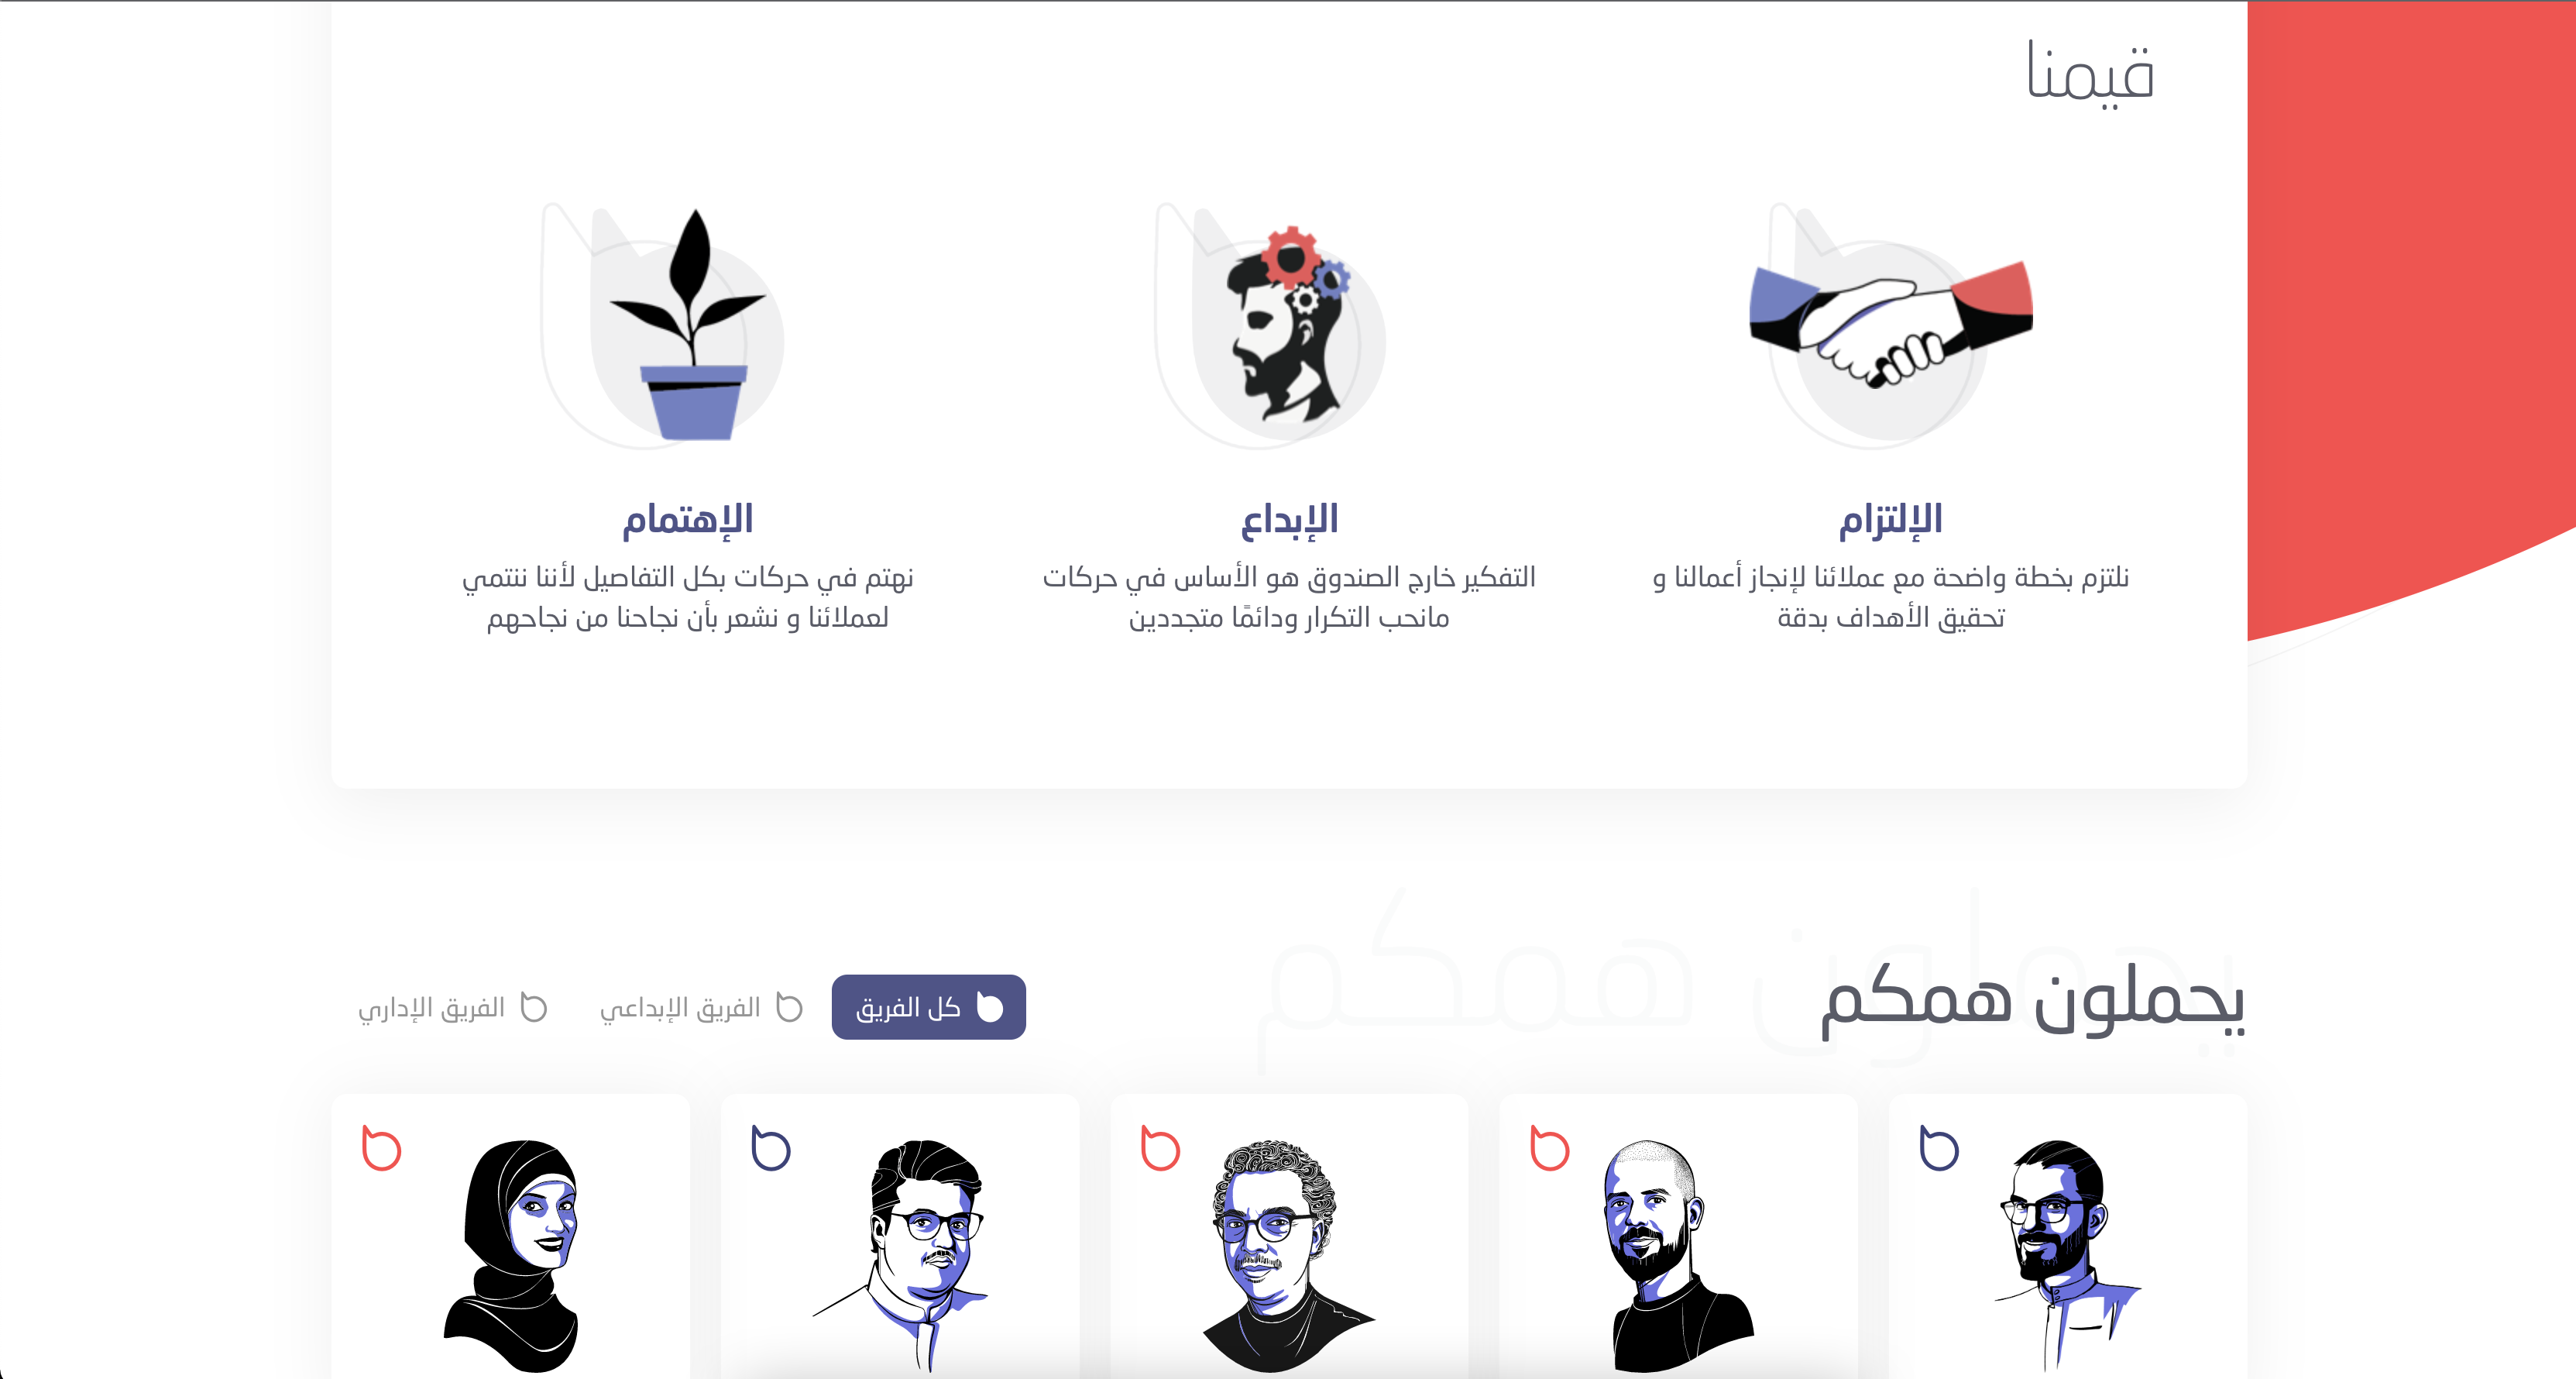 قيمنا
الإلتزام
نلتزم بخطة واضحة مع عملائنا لإنجاز أعمالنا و
تحقيق الأهداف بدقة
الإبداع
التفكير خارج الصندوق هو الأساس في حركات
مانحب التكرار ودائمًا متجددين
الإهتمام
نهتم في حركات بكل التفاصيل لأننا ننتمي
لعملائنا و نشعر بأن نجاحنا من نجاحهم
يحملون همكم
يحملون همكم
كل الفريق
الفريق الإبداعي
الفريق الإداري